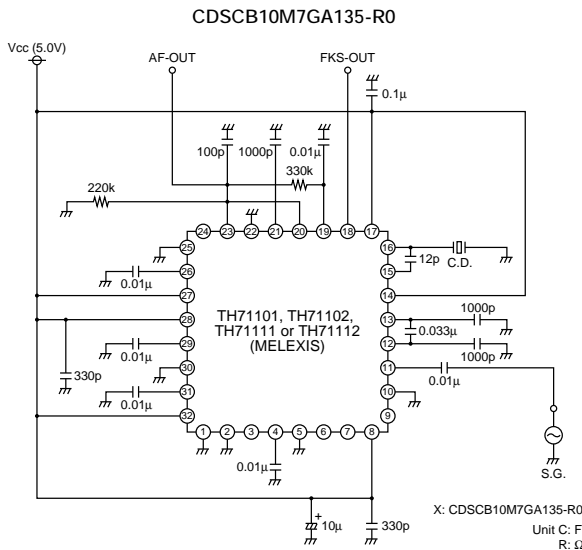 CDSCB10M7GA135-R0
Vcc (5.0V)
AF-OUT
FKS-OUT
0.1µ
100p
1000p
0.01µ
330k
220k
24 23 22 21 20 19 18 17
25
26
27
28
29
30
31
32
16
15
14
13
12
11
10
9
1 2 3 4 5 6 7 8
12p
C.D.
0.01µ
TH71101, TH71102,
TH71111 or TH71112
(MELEXIS)
1000p
0.033µ
1000p
0.01µ
330p
0.01µ
0.01µ
S.G.
0.01µ
+
10µ
330p
X: CDSCB10M7GA135-R0
Unit C: F
R: Ω